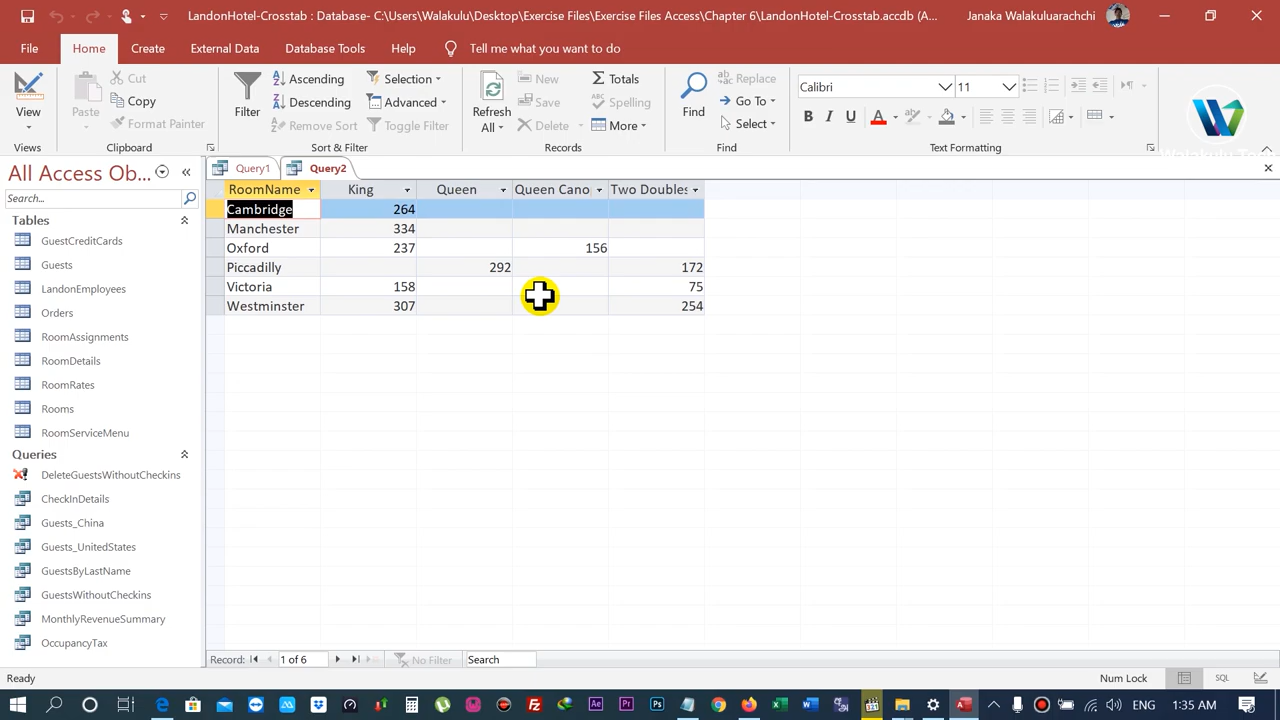 LandonHotel-Crosstab : Database- C:\Users\Walakulu\Desktop\Exercise Files\Exercise Files Access\Chapter 6\LandonHotel-Crosstab.accdb (A... Janaka Walakuluarachchi
File Home Create External Data Database Tools Help Tell me what you want to do
View
Views
Paste
Cut
Copy
Format Painter
Clipboard
Filter
Ascending
Descending
Selection
Advanced
Toggle Filter
Sort & Filter
Refresh
All
New
Save
Delete
Totals
Spelling
More
Records
Find
Replace
Go To
Select
Find
Calibri 11
B I U A
Text Formatting
All Access Ob...
Search...
Tables
GuestCreditCards
Guests
LandonEmployees
Orders
RoomAssignments
RoomDetails
RoomRates
Rooms
RoomServiceMenu
Queries
DeleteGuestsWithoutCheckins
CheckInDetails
Guests_China
Guests_UnitedStates
GuestsByLastName
GuestsWithoutCheckins
MonthlyRevenueSummary
OccupancyTax
Query1 Query2
RoomName King Queen Queen Cano Two Doubles
Cambridge 264
Manchester 334
Oxford 237 156
Piccadilly 292 172
Victoria 158 75
Westminster 307 254
Record: 1 of 6 No Filter Search
Ready Num Lock SQL
1:35 AM